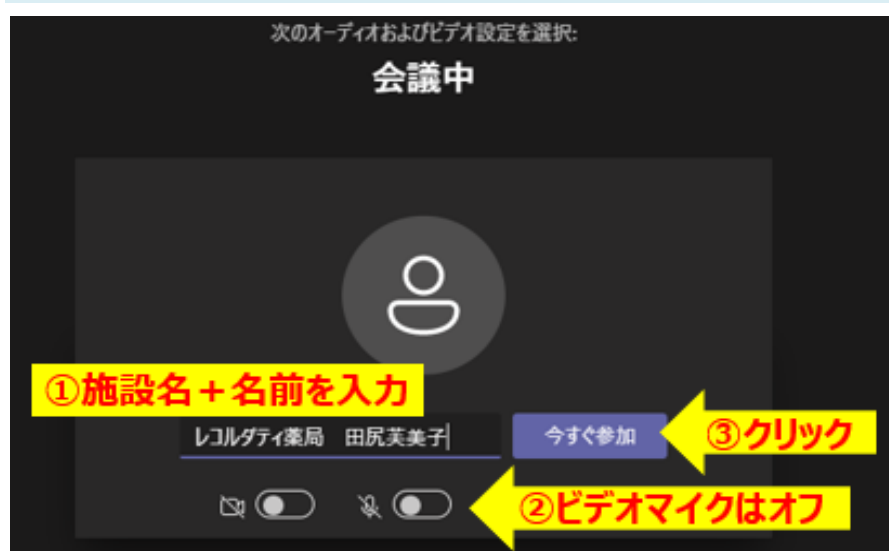 次のオーディオおよびビデオ設定を選択:
会議中
①施設名＋名前を入力
レコルダティ薬局　田尻芙美子
今すぐ参加
③クリック
②ビデオマイクはオフ